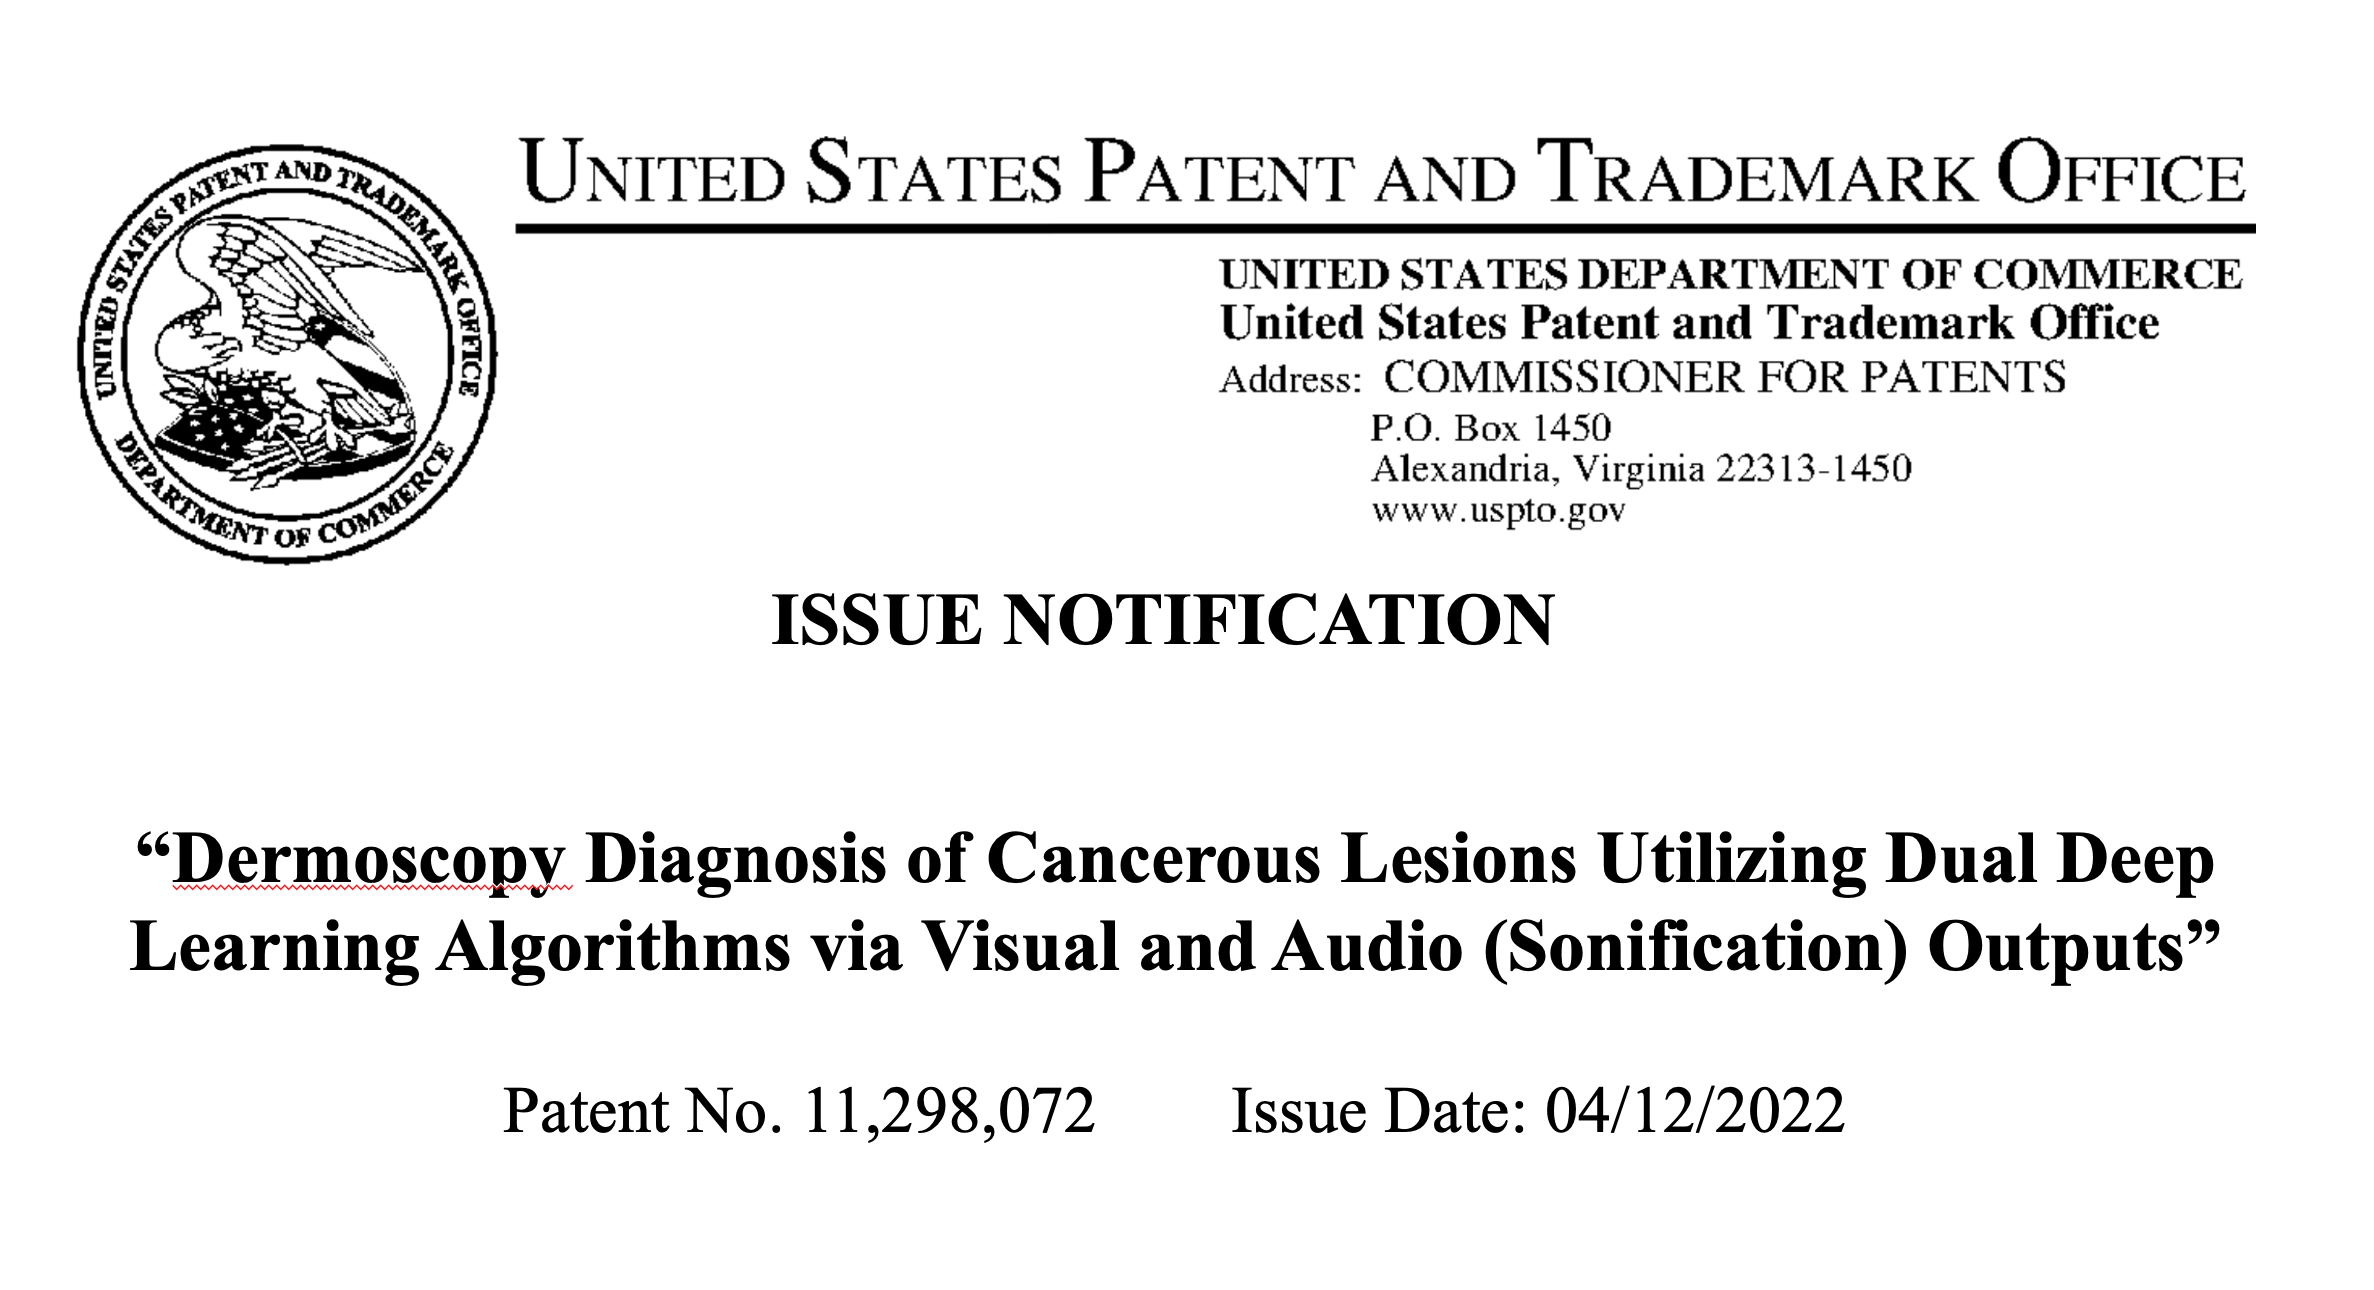 UNITED STATES PATENT AND TRADEMARK OFFICE
DEPARTMENT OF COMMERCE
UNITED STATES PATENT AND TRADEMARK OFFICE
UNITED STATES DEPARTMENT OF COMMERCE
United States Patent and Trademark Office
Address: COMMISSIONER FOR PATENTS
P.O. Box 1450
Alexandria, Virginia 22313-1450
www.uspto.gov
ISSUE NOTIFICATION
“Dermoscopy Diagnosis of Cancerous Lesions Utilizing Dual Deep
Learning Algorithms via Visual and Audio (Sonification) Outputs”
Patent No. 11,298,072 Issue Date: 04/12/2022